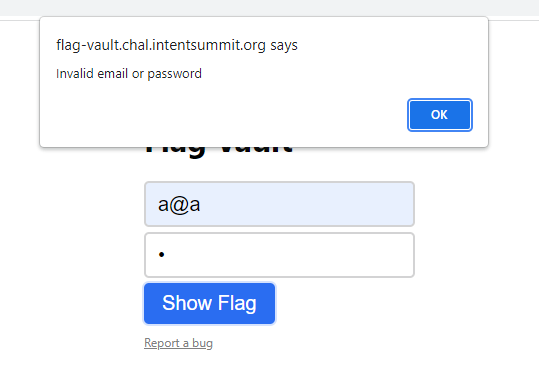 flag-vault.chal.intentsummit.org says
Invalid email or password
OK
Flag Vault
a@a
•
Show Flag
Report a bug